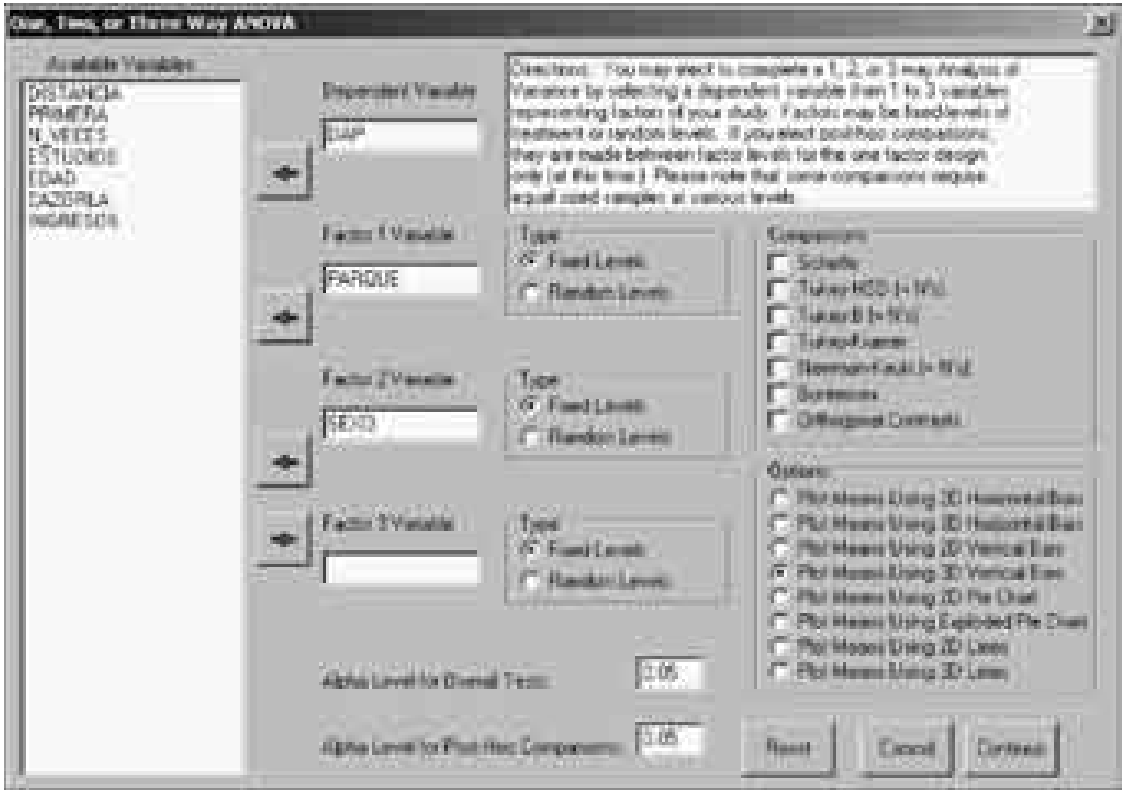 One, Two, or Three Way ANOVA
Available Variables
DISTANCIA
PRIMERA
N_VECES
ESTUDIOS
EDAD
CAZORLA
INGRESOS
Dependent Variable
DAP
Directions: You may elect to complete a 1, 2, or 3 way Analysis of
Variance by selecting a dependent variable than 1 to 3 variables
representing factors of your study. Factors may be fixed levels of
treatment or random levels. If you elect post-hoc comparisons,
they are made between factor levels for the one factor design
only (at this time.) Please note that some comparisons require
equal sized samples at various levels.
Factor 1 Variable
PARQUE
Type
Fixed Levels
Random Levels
Factor 2 Variable
SEXO
Type
Fixed Levels
Random Levels
Factor 3 Variable
Type
Fixed Levels
Random Levels
Comparisons
Scheffe
Tukey HSD (= N's)
Tukey B (= N's)
Tukey-Kramer
Newman-Keuls (= N's)
Bonferroni
Orthogonal Contrasts
Options
Plot Means Using 2D Horizontal Bars
Plot Means Using 3D Horizontal Bars
Plot Means Using 2D Vertical Bars
Plot Means Using 3D Vertical Bars
Plot Means Using 2D Pie Chart
Plot Means Using Exploded Pie Chart
Plot Means Using 2D Lines
Plot Means Using 3D Lines
Alpha Level for Overall Tests:
0.05
Alpha Level for Post-Hoc Comparisons:
0.05
Reset
Cancel
Continue